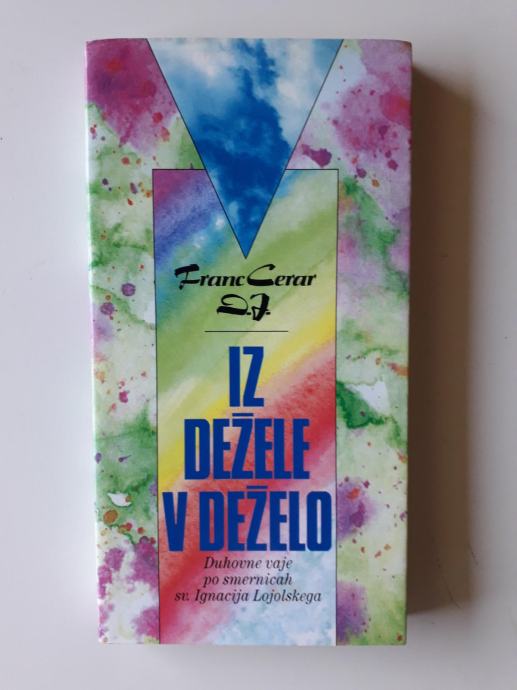 Franc Cerar
D.J.
IZ
DEŽELE
V DEŽELO
Duhovne vaje
po smernicah
sv. Ignacija Lojolskega